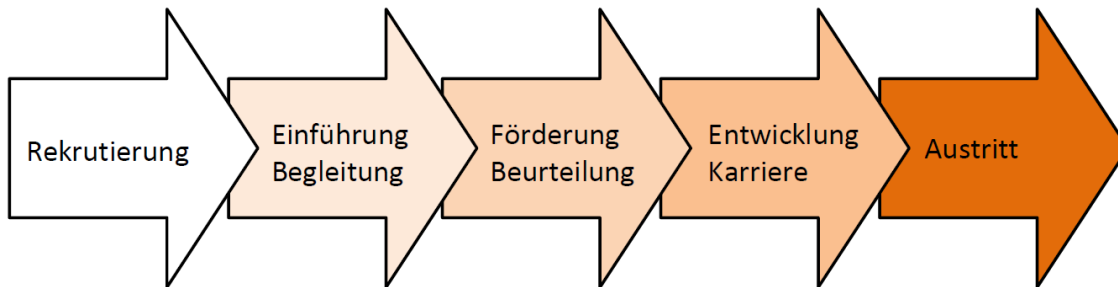 Rekrutierung
Einführung
Begleitung
Förderung
Beurteilung
Entwicklung
Karriere
Austritt